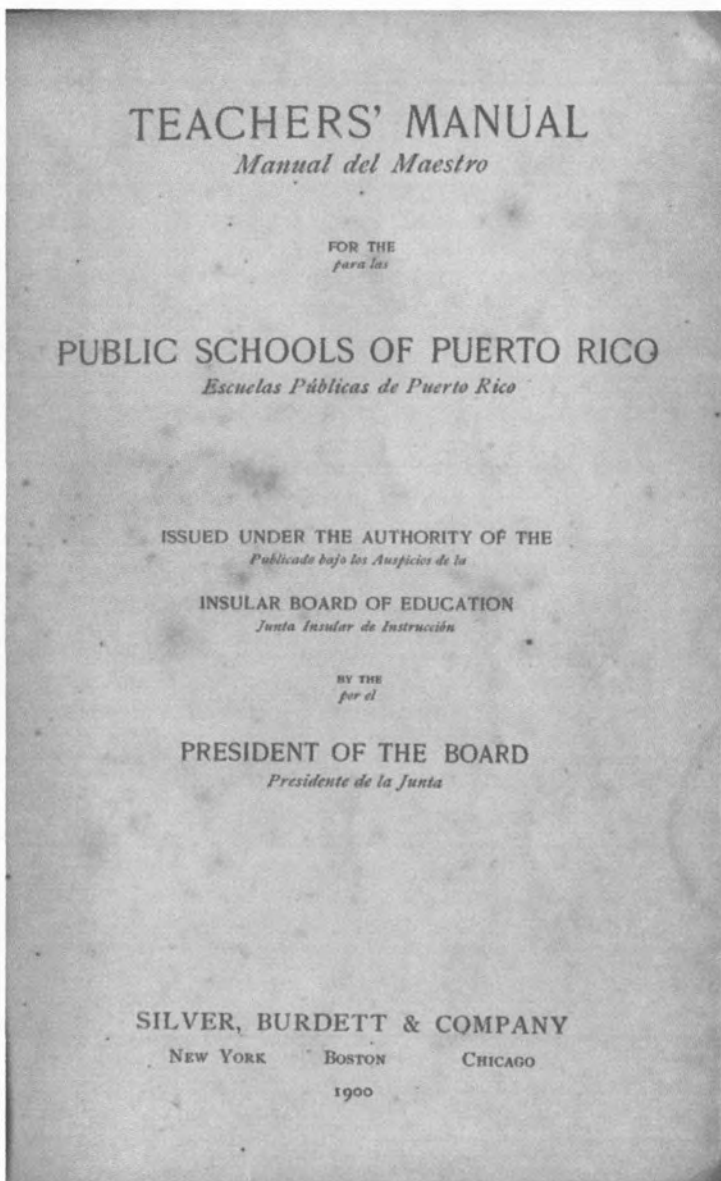 TEACHERS' MANUAL
Manual del Maestro
FOR THE
para las
PUBLIC SCHOOLS OF PUERTO RICO
Escuelas Públicas de Puerto Rico
ISSUED UNDER THE AUTHORITY OF THE
Publicado bajo los Auspicios de la
INSULAR BOARD OF EDUCATION
Junta Insular de Instrucción
BY THE
por el
PRESIDENT OF THE BOARD
Presidente de la Junta
SILVER, BURDETT & COMPANY
NEW YORK BOSTON CHICAGO
1900